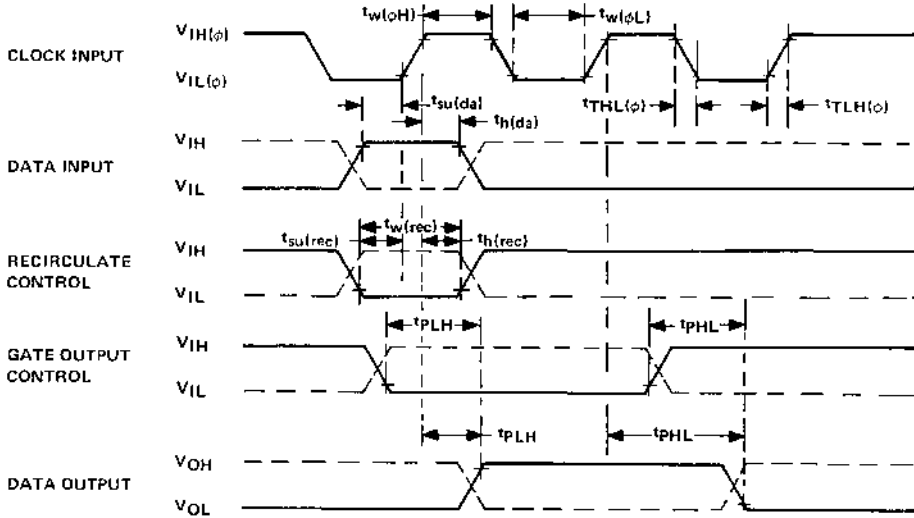 tw(φH) tw(φL)
VIH(φ)
CLOCK INPUT
VIL(φ)
tsu(da) tTHL(φ) tTLH(φ)
th(da)
VIH
DATA INPUT
VIL
tw(rec)
tsu(rec) th(rec)
VIH
RECIRCULATE
CONTROL
VIL
tPLH tPHL
VIH
GATE OUTPUT
CONTROL
VIL
tPLH tPHL
VOH
DATA OUTPUT
VOL